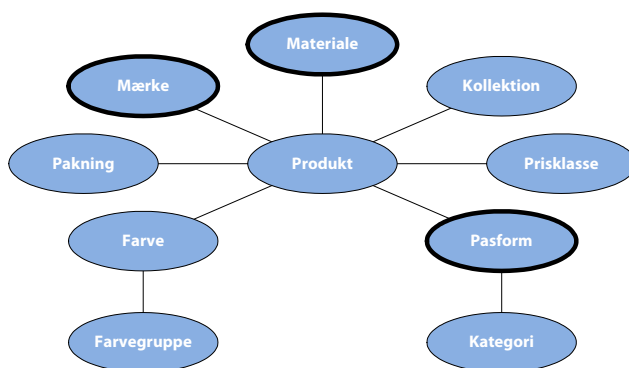 Materiale
Mærke
Kollektion
Pakning
Produkt
Prisklasse
Farve
Pasform
Farvegruppe
Kategori